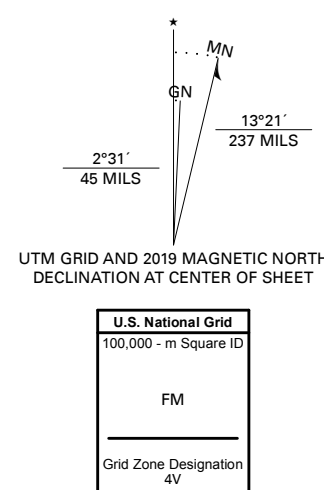 ★
MN
GN
13°21´
237 MILS
2°31´
45 MILS
UTM GRID AND 2019 MAGNETIC NORTH
DECLINATION AT CENTER OF SHEET
U.S. National Grid
100,000 - m Square ID
FM
Grid Zone Designation
4V